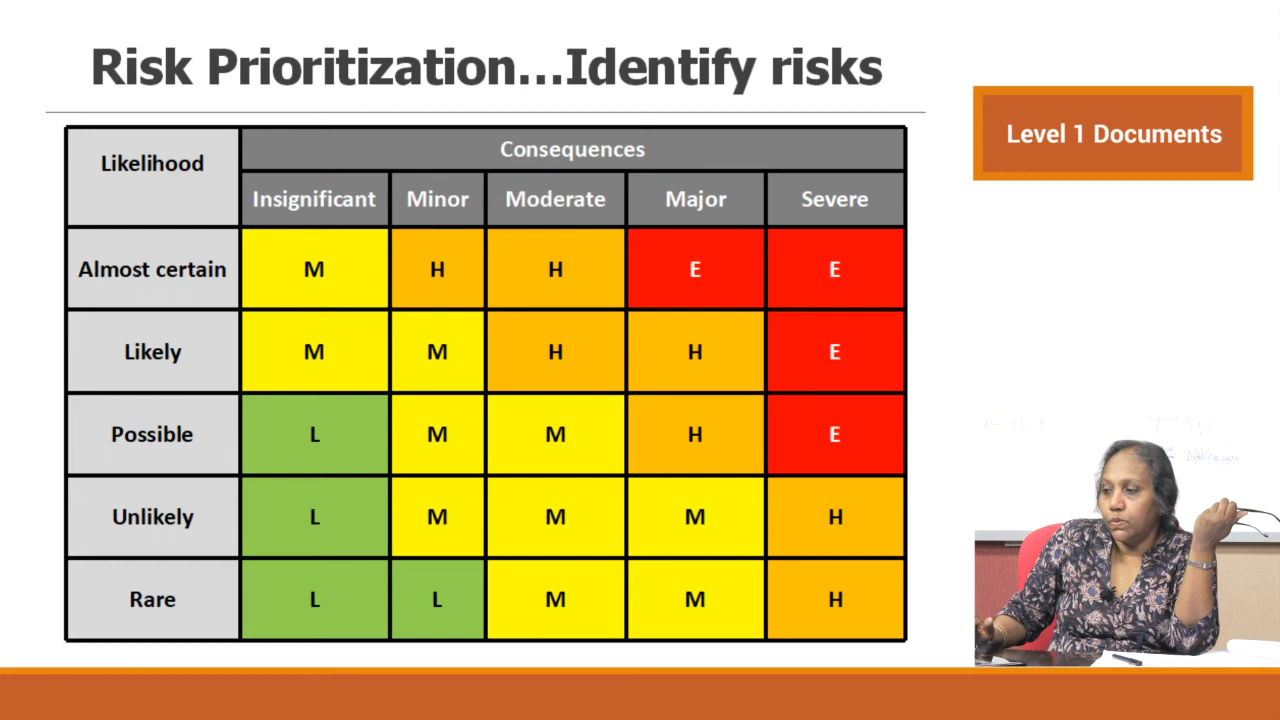 Risk Prioritization...Identify risks
Level 1 Documents
Likelihood
Consequences
Insignificant Minor Moderate Major Severe
Almost certain M H H E E
Likely M M H H E
Possible L M M H E
Unlikely L M M M H
Rare L L M M H